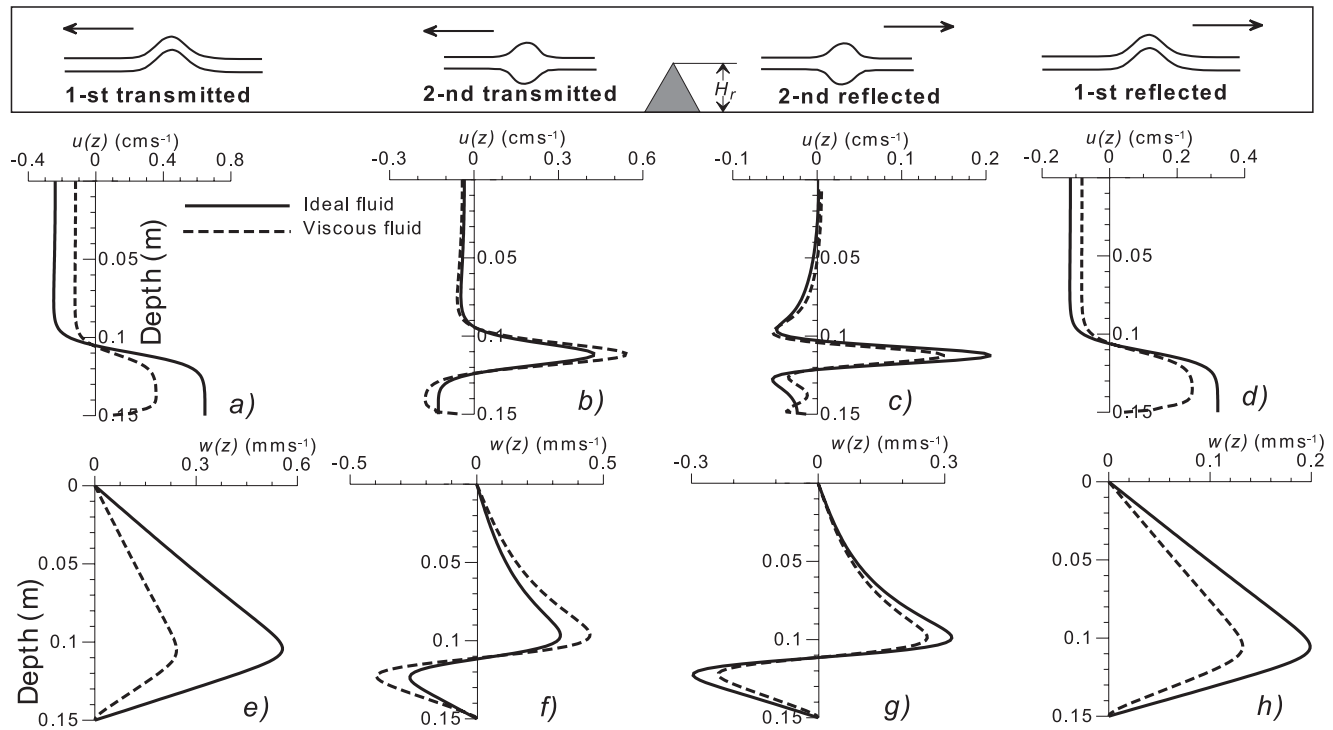 1-st transmitted 2-nd transmitted Hr 2-nd reflected 1-st reflected
u(z) (cms-1) u(z) (cms-1) u(z) (cms-1) u(z) (cms-1)
-0.4 0 0.4 0.8 -0.3 0 0.3 0.6 -0.1 0 0.1 0.2 -0.2 0 0.2 0.4
Ideal fluid
Viscous fluid
Depth (m)
0.05 0.05 0.05 0.05
0.1 0.1 0.1 0.1
0.15 0.15 0.15 0.15
a) b) c) d)
w(z) (mms-1) w(z) (mms-1) w(z) (mms-1) w(z) (mms-1)
0 0.3 0.6 -0.5 0 0.5 -0.3 0 0.3 0 0.1 0.2
0 0
Depth (m)
0.05 0.05 0.05 0.05
0.1 0.1 0.1 0.1
0.15 0.15 0.15 0.15
e) f) g) h)